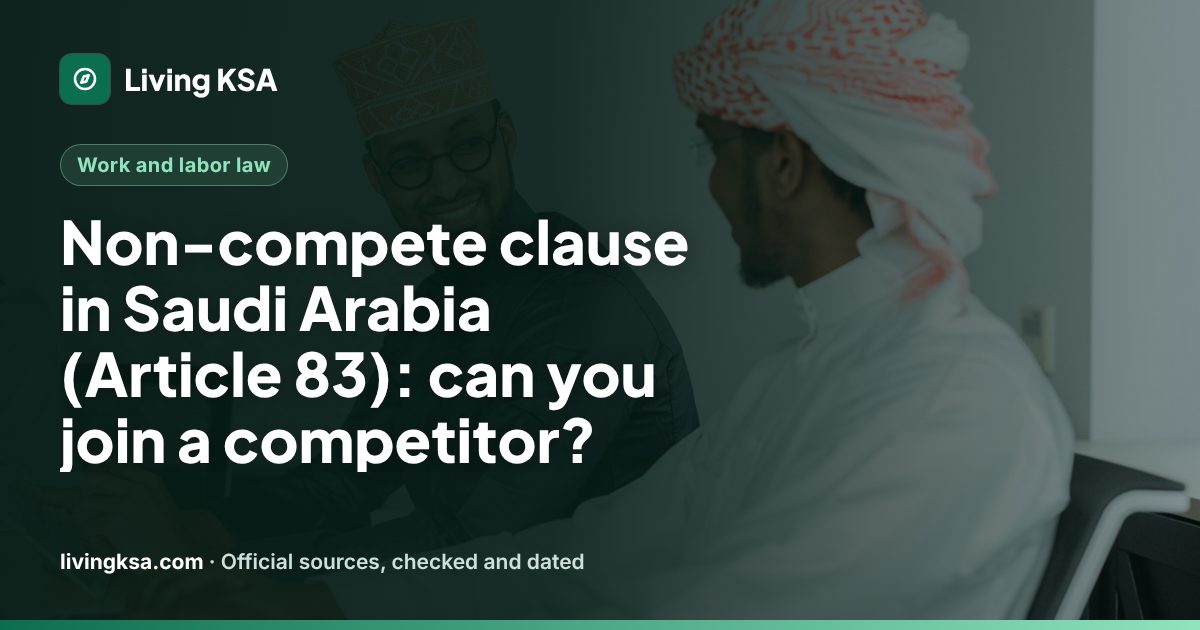 Living KSA
Work and labor law
Non-compete clause
in Saudi Arabia
(Article 83): can you
join a competitor?
livingksa.com · Official sources, checked and dated